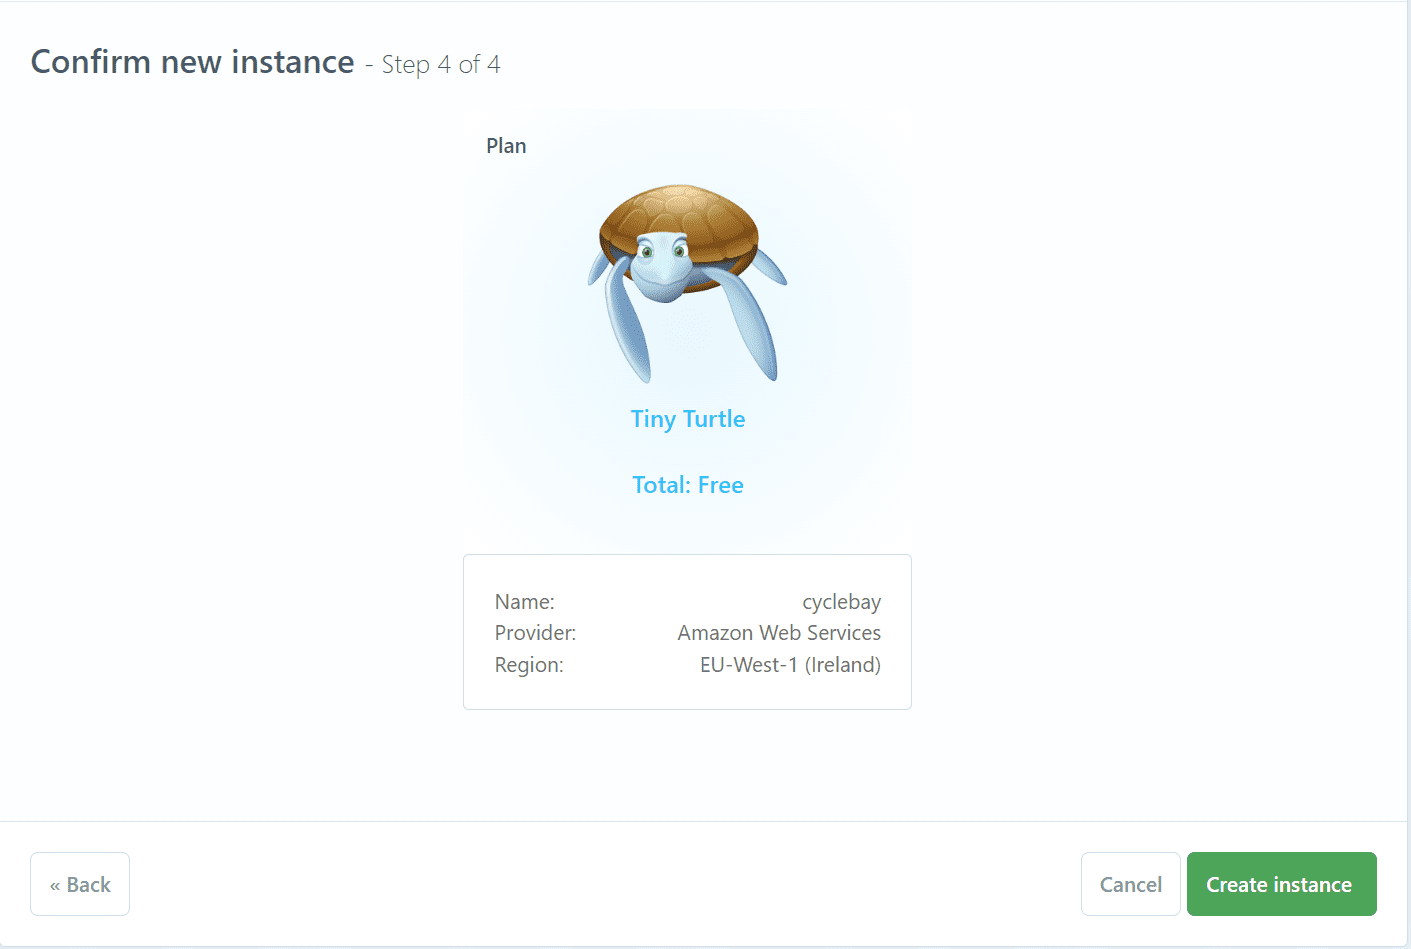 Confirm new instance - Step 4 of 4
Plan
Tiny Turtle
Total: Free
Name: cyclebay
Provider: Amazon Web Services
Region: EU-West-1 (Ireland)
« Back Cancel Create instance